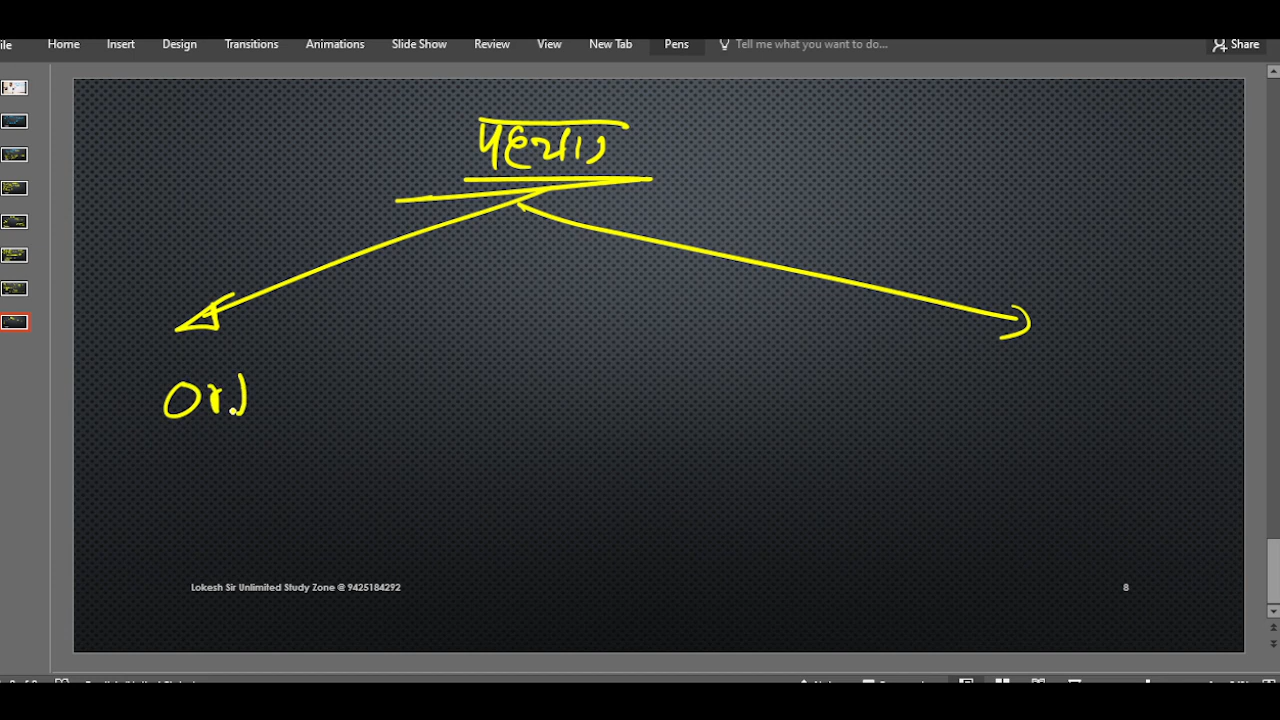 File Home Insert Design Transitions Animations Slide Show Review View New Tab Pens Tell me what you want to do... Share
पहचान
Lokesh Sir Unlimited Study Zone @ 9425184292 8